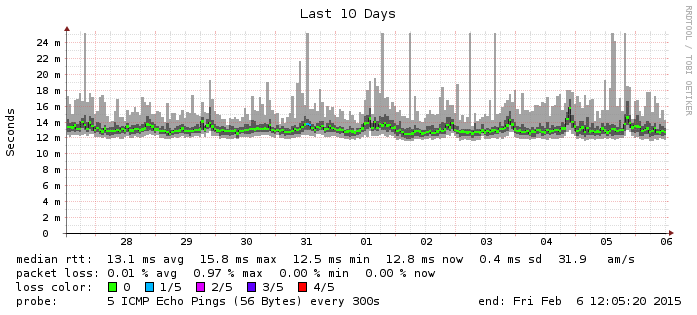 Last 10 Days
RRDTOOL / TOBI OETIKER
Seconds
24 m
22 m
20 m
18 m
16 m
14 m
12 m
10 m
8 m
6 m
4 m
2 m
0
28 29 30 31 01 02 03 04 05 06
median rtt: 13.1 ms avg 15.8 ms max 12.5 ms min 12.8 ms now 0.4 ms sd 31.9 am/s
packet loss: 0.01 % avg 0.97 % max 0.00 % min 0.00 % now
loss color: 0 1/5 2/5 3/5 4/5
probe: 5 ICMP Echo Pings (56 Bytes) every 300s end: Fri Feb 6 12:05:20 2015